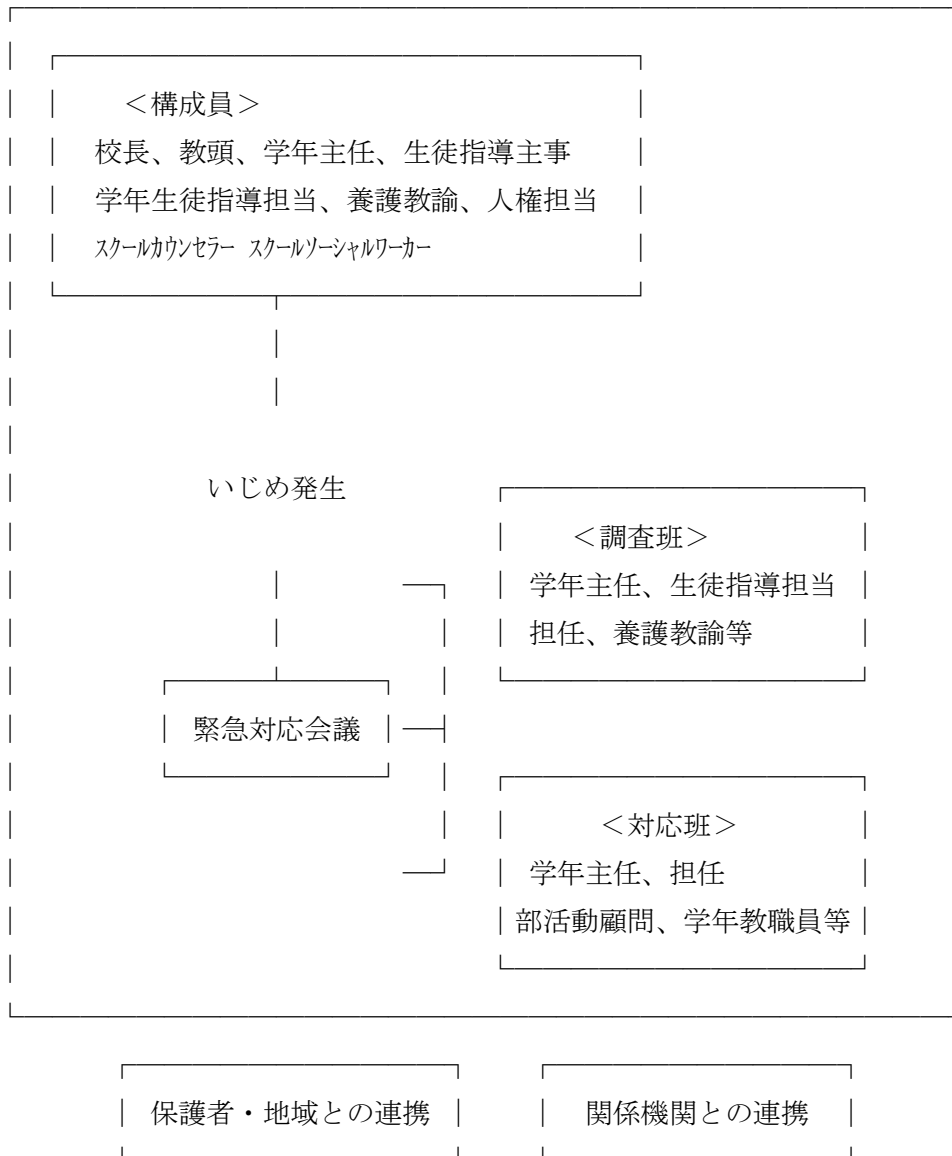 ＜構成員＞
校長、教頭、学年主任、生徒指導主事
学年生徒指導担当、養護教諭、人権担当
ｽｸｰﾙｶｳﾝｾﾗｰ ｽｸｰﾙｿｰｼｬﾙﾜｰｶｰ
いじめ発生
＜調査班＞
学年主任、生徒指導担当
担任、養護教諭等
緊急対応会議
＜対応班＞
学年主任、担任
部活動顧問、学年教職員等
保護者・地域との連携
関係機関との連携